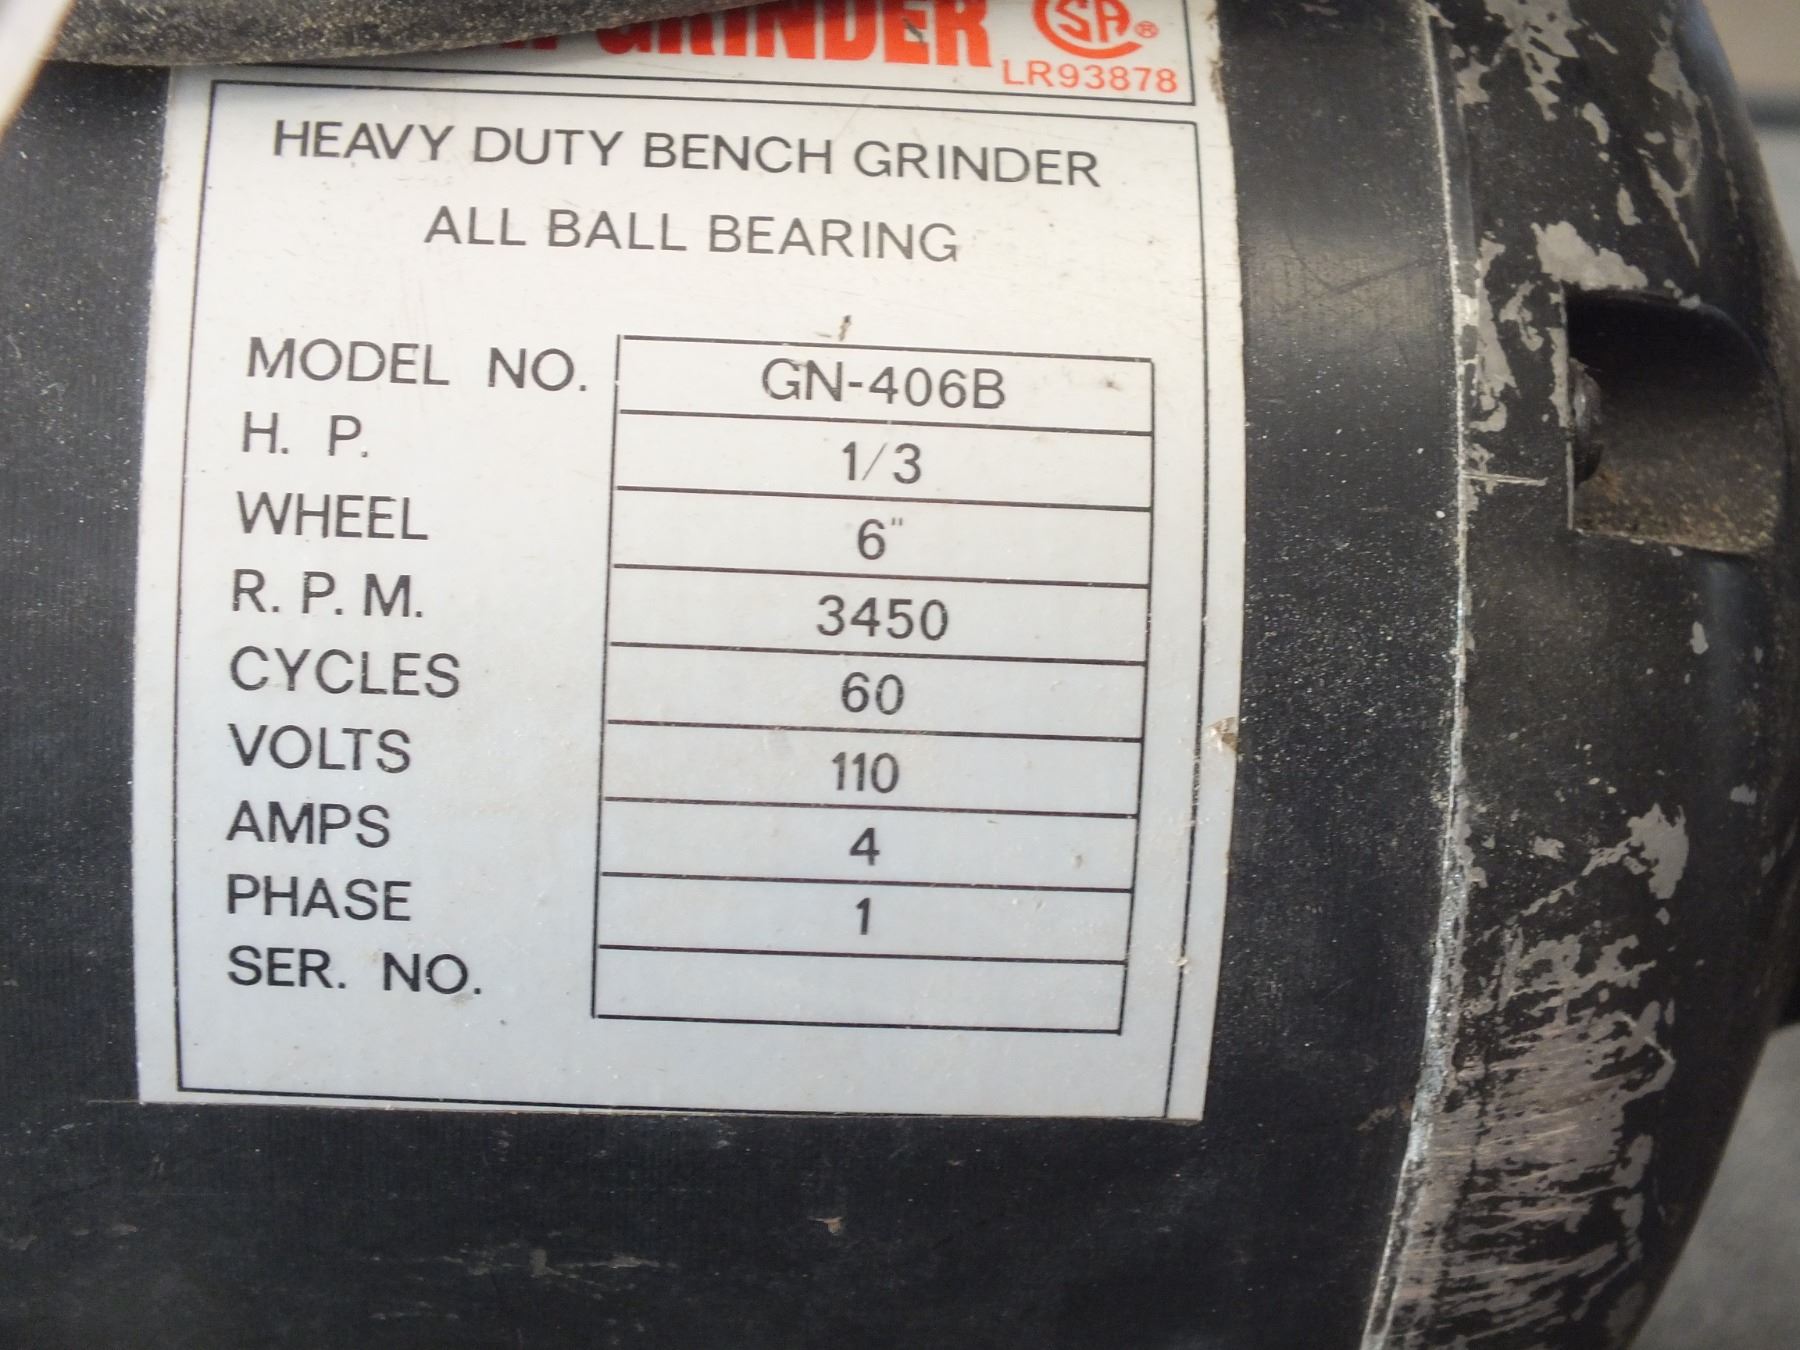 GRINDER SA®
LR93878
HEAVY DUTY BENCH GRINDER
ALL BALL BEARING
MODEL NO. GN-406B
H. P. 1/3
WHEEL 6"
R. P. M. 3450
CYCLES 60
VOLTS 110
AMPS 4
PHASE 1
SER. NO.